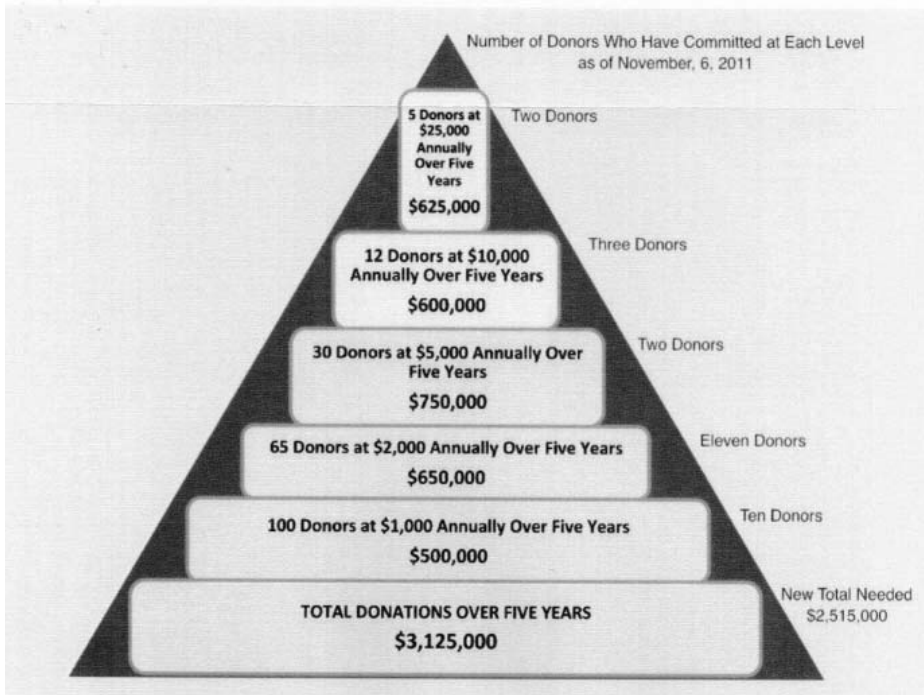 Number of Donors Who Have Committed at Each Level
as of November, 6, 2011
5 Donors at
$25,000
Annually
Over Five
Years
$625,000
Two Donors
12 Donors at $10,000
Annually Over Five Years
$600,000
Three Donors
30 Donors at $5,000 Annually Over
Five Years
$750,000
Two Donors
65 Donors at $2,000 Annually Over Five Years
$650,000
Eleven Donors
100 Donors at $1,000 Annually Over Five Years
$500,000
Ten Donors
TOTAL DONATIONS OVER FIVE YEARS
$3,125,000
New Total Needed
$2,515,000